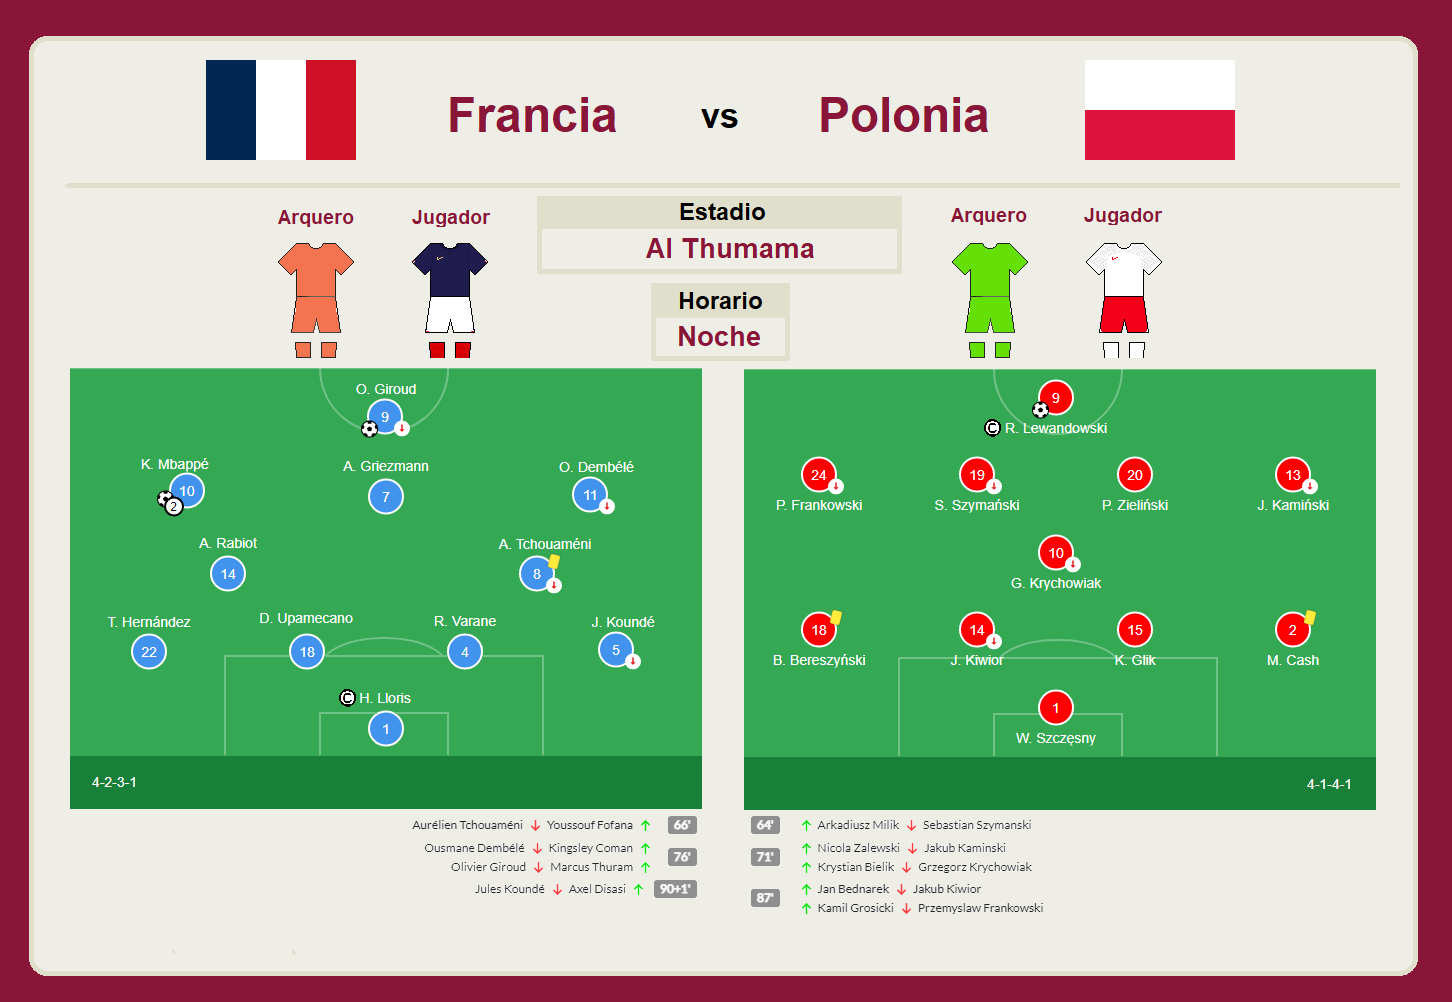 Francia vs Polonia
Arquero Jugador
Estadio
Al Thumama
Horario
Noche
Arquero Jugador
O. Giroud
9
K. Mbappé
10
2
A. Griezmann
7
O. Dembélé
11
A. Rabiot
14
A. Tchouaméni
8
T. Hernández
22
D. Upamecano
18
R. Varane
4
J. Koundé
5
C H. Lloris
1
4-2-3-1
9
C R. Lewandowski
24
P. Frankowski
19
S. Szymański
20
P. Zieliński
13
J. Kamiński
10
G. Krychowiak
18
B. Bereszyński
14
J. Kiwior
15
K. Glik
2
M. Cash
1
W. Szczęsny
4-1-4-1
Aurélien Tchouaméni ↓ Youssouf Fofana ↑ 66'
Ousmane Dembélé ↓ Kingsley Coman ↑
76'
Olivier Giroud ↓ Marcus Thuram ↑
Jules Koundé ↓ Axel Disasi ↑ 90+1'
64' ↑ Arkadiusz Milik ↓ Sebastian Szymanski
↑ Nicola Zalewski ↓ Jakub Kaminski
71'
↑ Krystian Bielik ↓ Grzegorz Krychowiak
↑ Jan Bednarek ↓ Jakub Kiwior
87'
↑ Kamil Grosicki ↓ Przemyslaw Frankowski